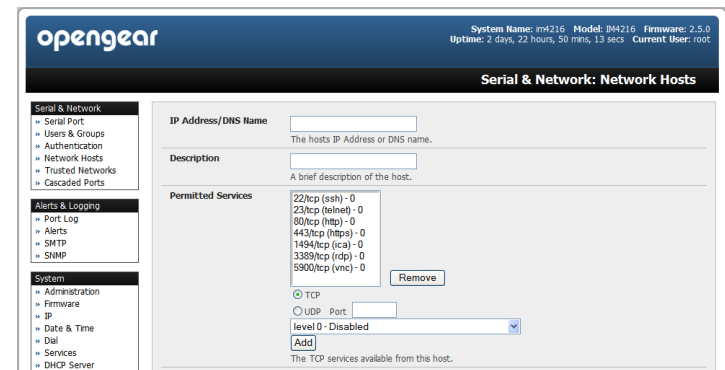 opengear
System Name: im4216 Model: IM4216 Firmware: 2.5.0
Uptime: 2 days, 22 hours, 50 mins, 13 secs Current User: root
Serial & Network: Network Hosts
Serial & Network
» Serial Port
» Users & Groups
» Authentication
» Network Hosts
» Trusted Networks
» Cascaded Ports
Alerts & Logging
» Port Log
» Alerts
» SMTP
» SNMP
System
» Administration
» Firmware
» IP
» Date & Time
» Dial
» Services
» DHCP Server
IP Address/DNS Name
The hosts IP Address or DNS name.
Description
A brief description of the host.
Permitted Services
22/tcp (ssh) - 0
23/tcp (telnet) - 0
80/tcp (http) - 0
443/tcp (https) - 0
1494/tcp (ica) - 0
3389/tcp (rdp) - 0
5900/tcp (vnc) - 0
Remove
TCP
UDP Port
level 0 - Disabled
Add
The TCP services available from this host.